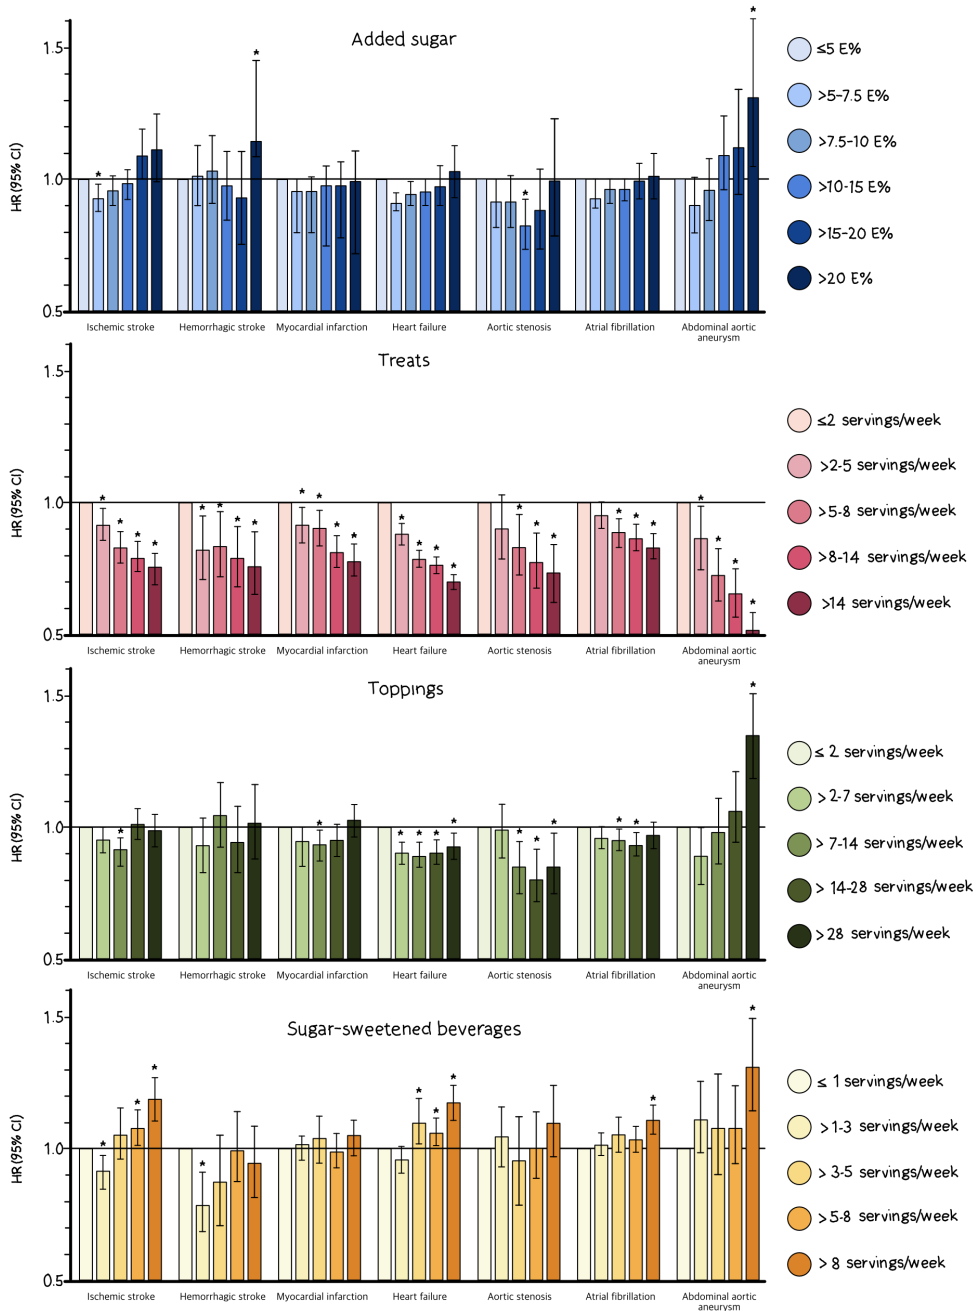 Added sugar
1.5
1.0
0.5
HR (95% CI)
Ischemic stroke
Hemorrhagic stroke
Myocardial infarction
Heart failure
Aortic stenosis
Atrial fibrillation
Abdominal aortic
aneurysm
* * * *
≤5 E%
>5-7.5 E%
>7.5-10 E%
>10-15 E%
>15-20 E%
>20 E%
Treats
1.5
1.0
0.5
HR (95% CI)
* * * * * * * * * * * * * * * * * * * * * * * * * *
Ischemic stroke
Hemorrhagic stroke
Myocardial infarction
Heart failure
Aortic stenosis
Atrial fibrillation
Abdominal aortic
aneurysm
≤2 servings/week
>2-5 servings/week
>5-8 servings/week
>8-14 servings/week
>14 servings/week
Toppings
1.5
1.0
0.5
HR (95% CI)
* * * * * * * * * * * *
Ischemic stroke
Hemorrhagic stroke
Myocardial infarction
Heart failure
Aortic stenosis
Atrial fibrillation
Abdominal aortic
aneurysm
≤ 2 servings/week
> 2-7 servings/week
> 7-14 servings/week
> 14-28 servings/week
> 28 servings/week
Sugar-sweetened beverages
1.5
1.0
0.5
HR (95% CI)
* * * * * * * * *
Ischemic stroke
Hemorrhagic stroke
Myocardial infarction
Heart failure
Aortic stenosis
Atrial fibrillation
Abdominal aortic
aneurysm
≤ 1 servings/week
> 1-3 servings/week
> 3-5 servings/week
> 5-8 servings/week
> 8 servings/week